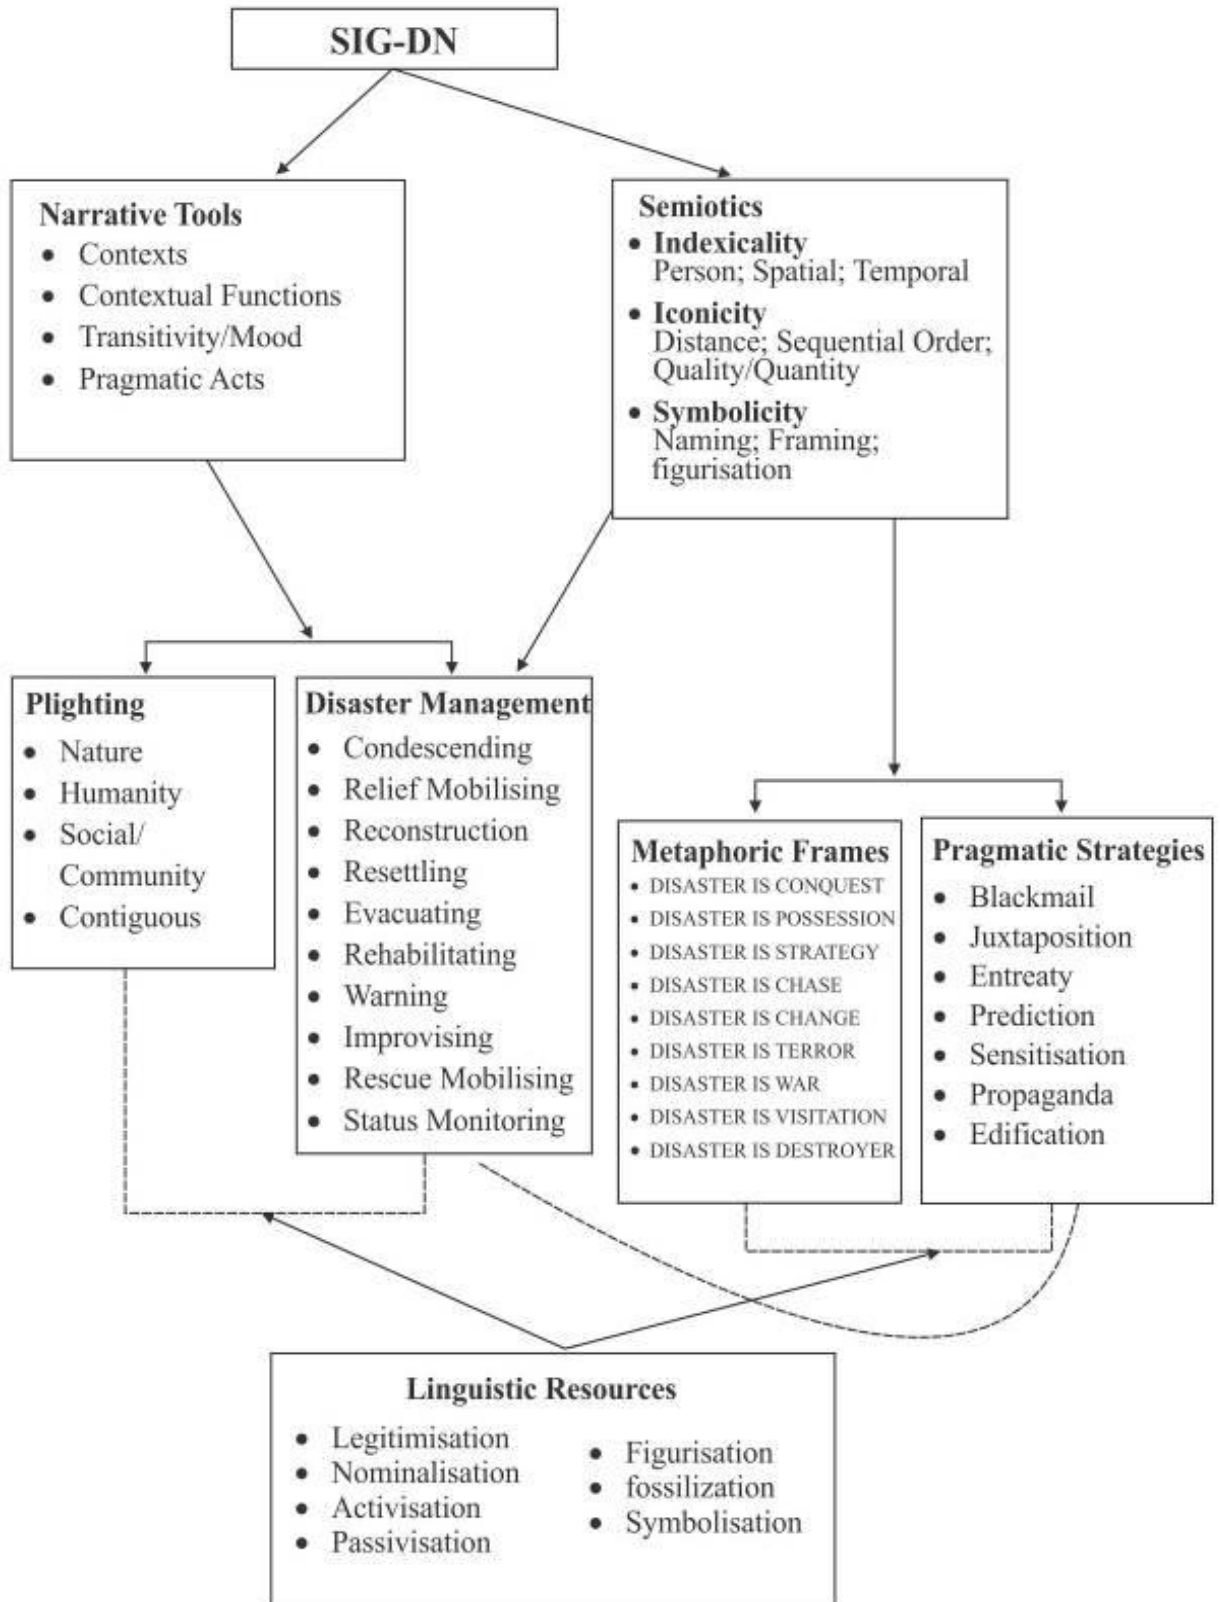 SIG-DN
Narrative Tools
• Contexts
• Contextual Functions
• Transitivity/Mood
• Pragmatic Acts
Semiotics
• Indexicality
Person; Spatial; Temporal
• Iconicity
Distance; Sequential Order;
Quality/Quantity
• Symbolicity
Naming; Framing;
figurisation
Plighting
• Nature
• Humanity
• Social/
Community
• Contiguous
Disaster Management
• Condescending
• Relief Mobilising
• Reconstruction
• Resettling
• Evacuating
• Rehabilitating
• Warning
• Improvising
• Rescue Mobilising
• Status Monitoring
Metaphoric Frames
• DISASTER IS CONQUEST
• DISASTER IS POSSESSION
• DISASTER IS STRATEGY
• DISASTER IS CHASE
• DISASTER IS CHANGE
• DISASTER IS TERROR
• DISASTER IS WAR
• DISASTER IS VISITATION
• DISASTER IS DESTROYER
Pragmatic Strategies
• Blackmail
• Juxtaposition
• Entreaty
• Prediction
• Sensitisation
• Propaganda
• Edification
Linguistic Resources
• Legitimisation
• Nominalisation
• Activisation
• Passivisation
• Figurisation
• fossilization
• Symbolisation